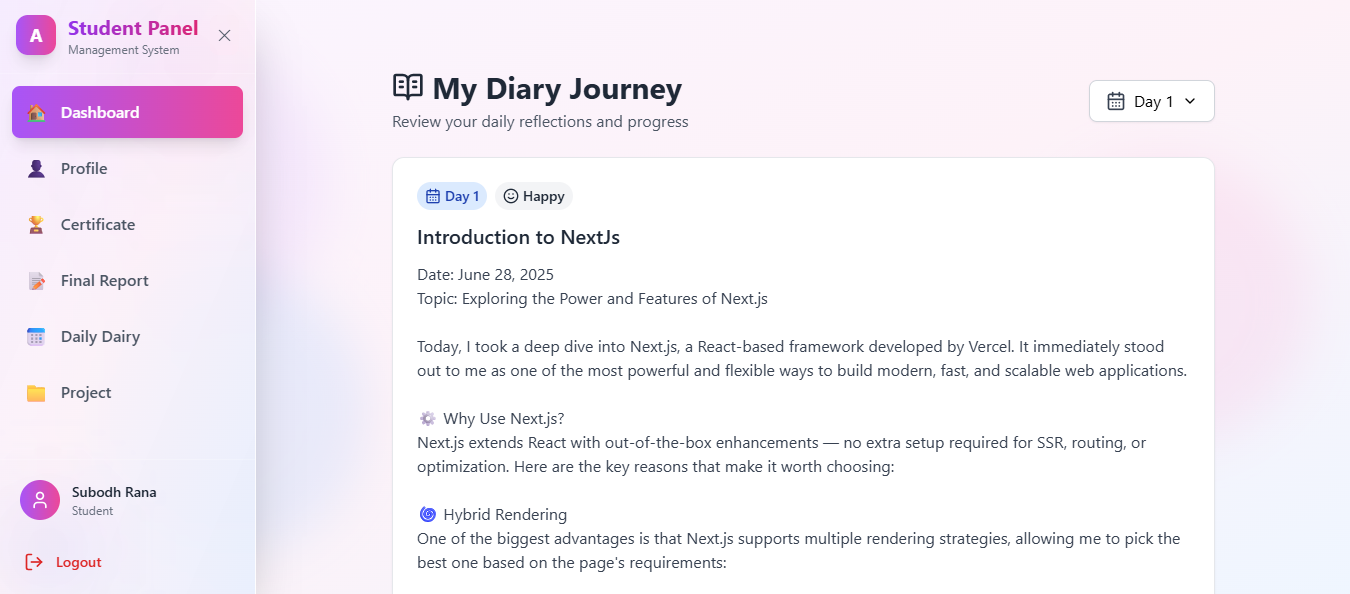 A
Student Panel
Management System
Dashboard
Profile
Certificate
Final Report
Daily Dairy
Project
Subodh Rana
Student
Logout
My Diary Journey
Review your daily reflections and progress
Day 1
Day 1
Happy
Introduction to NextJs
Date: June 28, 2025
Topic: Exploring the Power and Features of Next.js
Today, I took a deep dive into Next.js, a React-based framework developed by Vercel. It immediately stood
out to me as one of the most powerful and flexible ways to build modern, fast, and scalable web applications.
⚙️ Why Use Next.js?
Next.js extends React with out-of-the-box enhancements — no extra setup required for SSR, routing, or
optimization. Here are the key reasons that make it worth choosing:
🌀 Hybrid Rendering
One of the biggest advantages is that Next.js supports multiple rendering strategies, allowing me to pick the
best one based on the page's requirements: